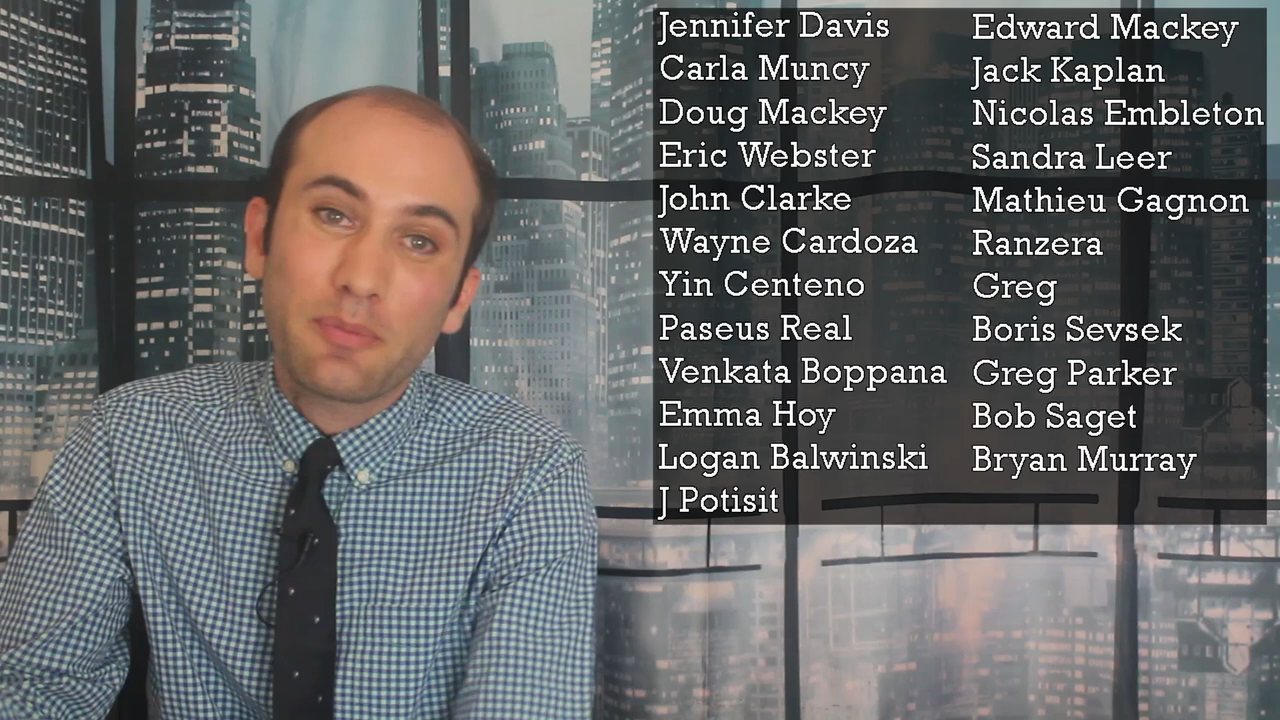 Jennifer Davis
Carla Muncy
Doug Mackey
Eric Webster
John Clarke
Wayne Cardoza
Yin Centeno
Paseus Real
Venkata Boppana
Emma Hoy
Logan Balwinski
J Potisit
Edward Mackey
Jack Kaplan
Nicolas Embleton
Sandra Leer
Mathieu Gagnon
Ranzera
Greg
Boris Sevsek
Greg Parker
Bob Saget
Bryan Murray